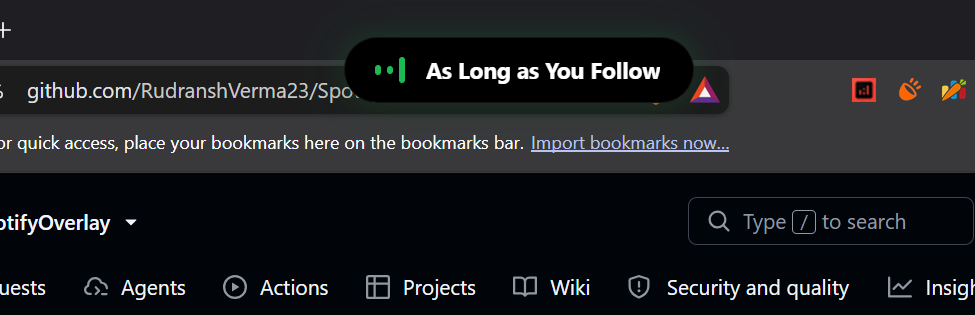 As Long as You Follow
github.com/RudranshVerma23/Spot
or quick access, place your bookmarks here on the bookmarks bar. Import bookmarks now...
otifyOverlay
Type / to search
uests
Agents
Actions
Projects
Wiki
Security and quality
Insigh